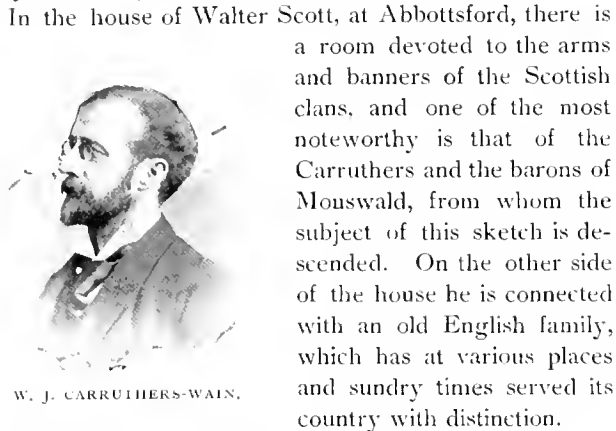 In the house of Walter Scott, at Abbottsford, there is
a room devoted to the arms
and banners of the Scottish
clans, and one of the most
noteworthy is that of the
Carruthers and the barons of
Mouswald, from whom the
subject of this sketch is de-
scended. On the other side
of the house he is connected
with an old English family,
which has at various places
and sundry times served its
country with distinction.
W. J. CARRUTHERS-WAIN.